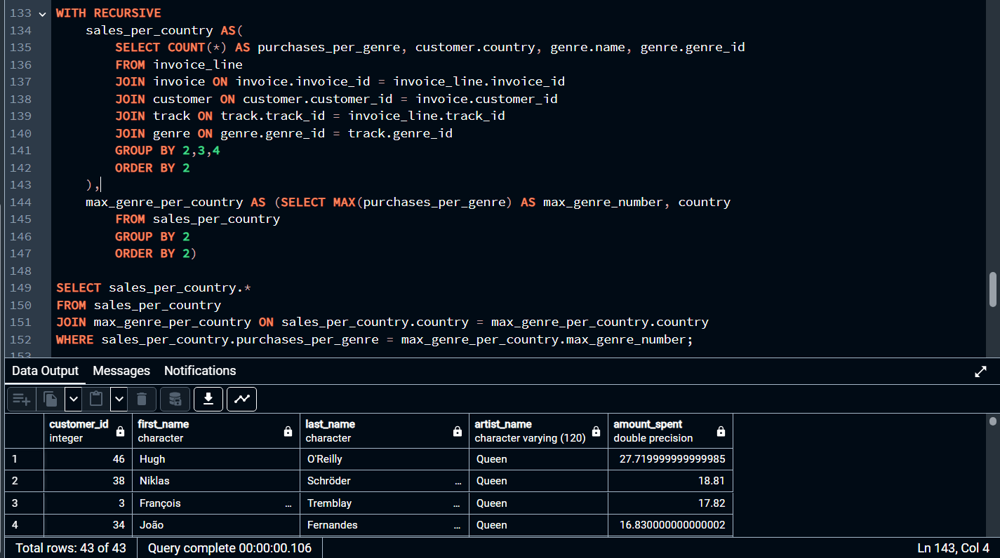 133 WITH RECURSIVE
134 sales_per_country AS(
135 SELECT COUNT(*) AS purchases_per_genre, customer.country, genre.name, genre.genre_id
136 FROM invoice_line
137 JOIN invoice ON invoice.invoice_id = invoice_line.invoice_id
138 JOIN customer ON customer.customer_id = invoice.customer_id
139 JOIN track ON track.track_id = invoice_line.track_id
140 JOIN genre ON genre.genre_id = track.genre_id
141 GROUP BY 2,3,4
142 ORDER BY 2
143 ),
144 max_genre_per_country AS (SELECT MAX(purchases_per_genre) AS max_genre_number, country
145 FROM sales_per_country
146 GROUP BY 2
147 ORDER BY 2)
148
149 SELECT sales_per_country.*
150 FROM sales_per_country
151 JOIN max_genre_per_country ON sales_per_country.country = max_genre_per_country.country
152 WHERE sales_per_country.purchases_per_genre = max_genre_per_country.max_genre_number;
153
Data Output Messages Notifications
customer_id first_name last_name artist_name amount_spent
integer character character character varying (120) double precision
1 46 Hugh O'Reilly Queen 27.719999999999985
2 38 Niklas Schröder ... Queen 18.81
3 3 François ... Tremblay ... Queen 17.82
4 34 João Fernandes ... Queen 16.830000000000002
Total rows: 43 of 43 Query complete 00:00:00.106 Ln 143, Col 4